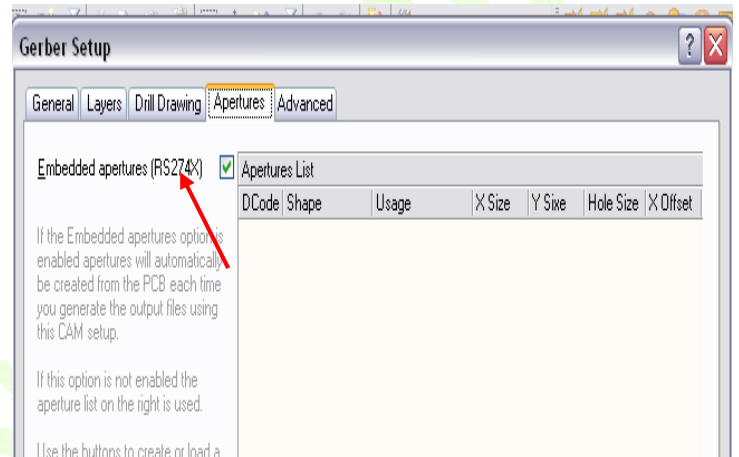 Gerber Setup
General Layers Drill Drawing Apertures Advanced
Embedded apertures (RS274X)
Apertures List
DCode Shape Usage X Size Y Sixe Hole Size X Offset
If the Embedded apertures option is
enabled apertures will automatically
be created from the PCB each time
you generate the output files using
this CAM setup.
If this option is not enabled the
aperture list on the right is used.
Use the buttons to create or load a